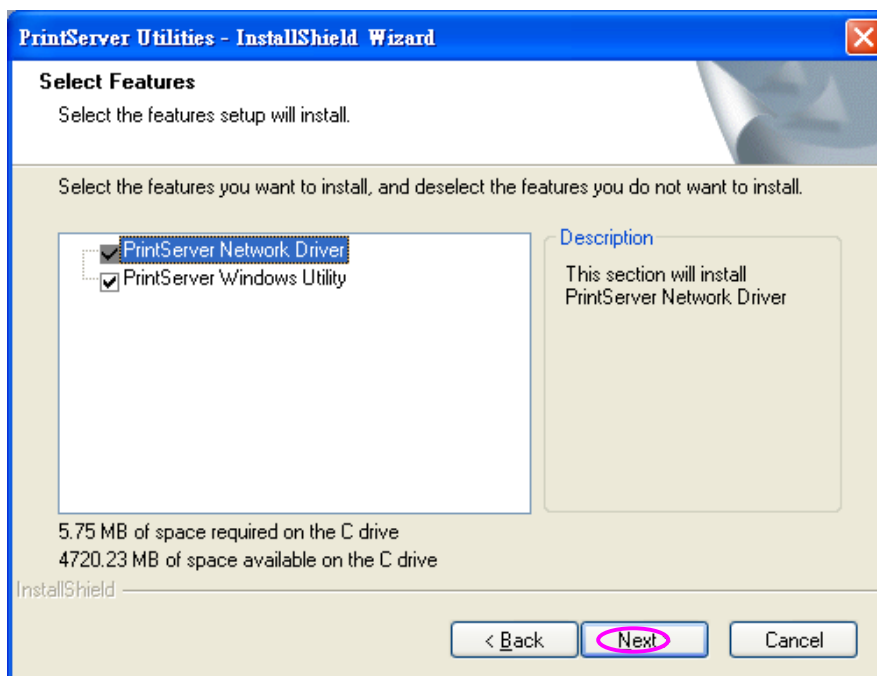 PrintServer Utilities - InstallShield Wizard
Select Features
Select the features setup will install.
Select the features you want to install, and deselect the features you do not want to install.
PrintServer Network Driver
PrintServer Windows Utility
Description
This section will install
PrintServer Network Driver
5.75 MB of space required on the C drive
4720.23 MB of space available on the C drive
InstallShield
< Back
Next
Cancel